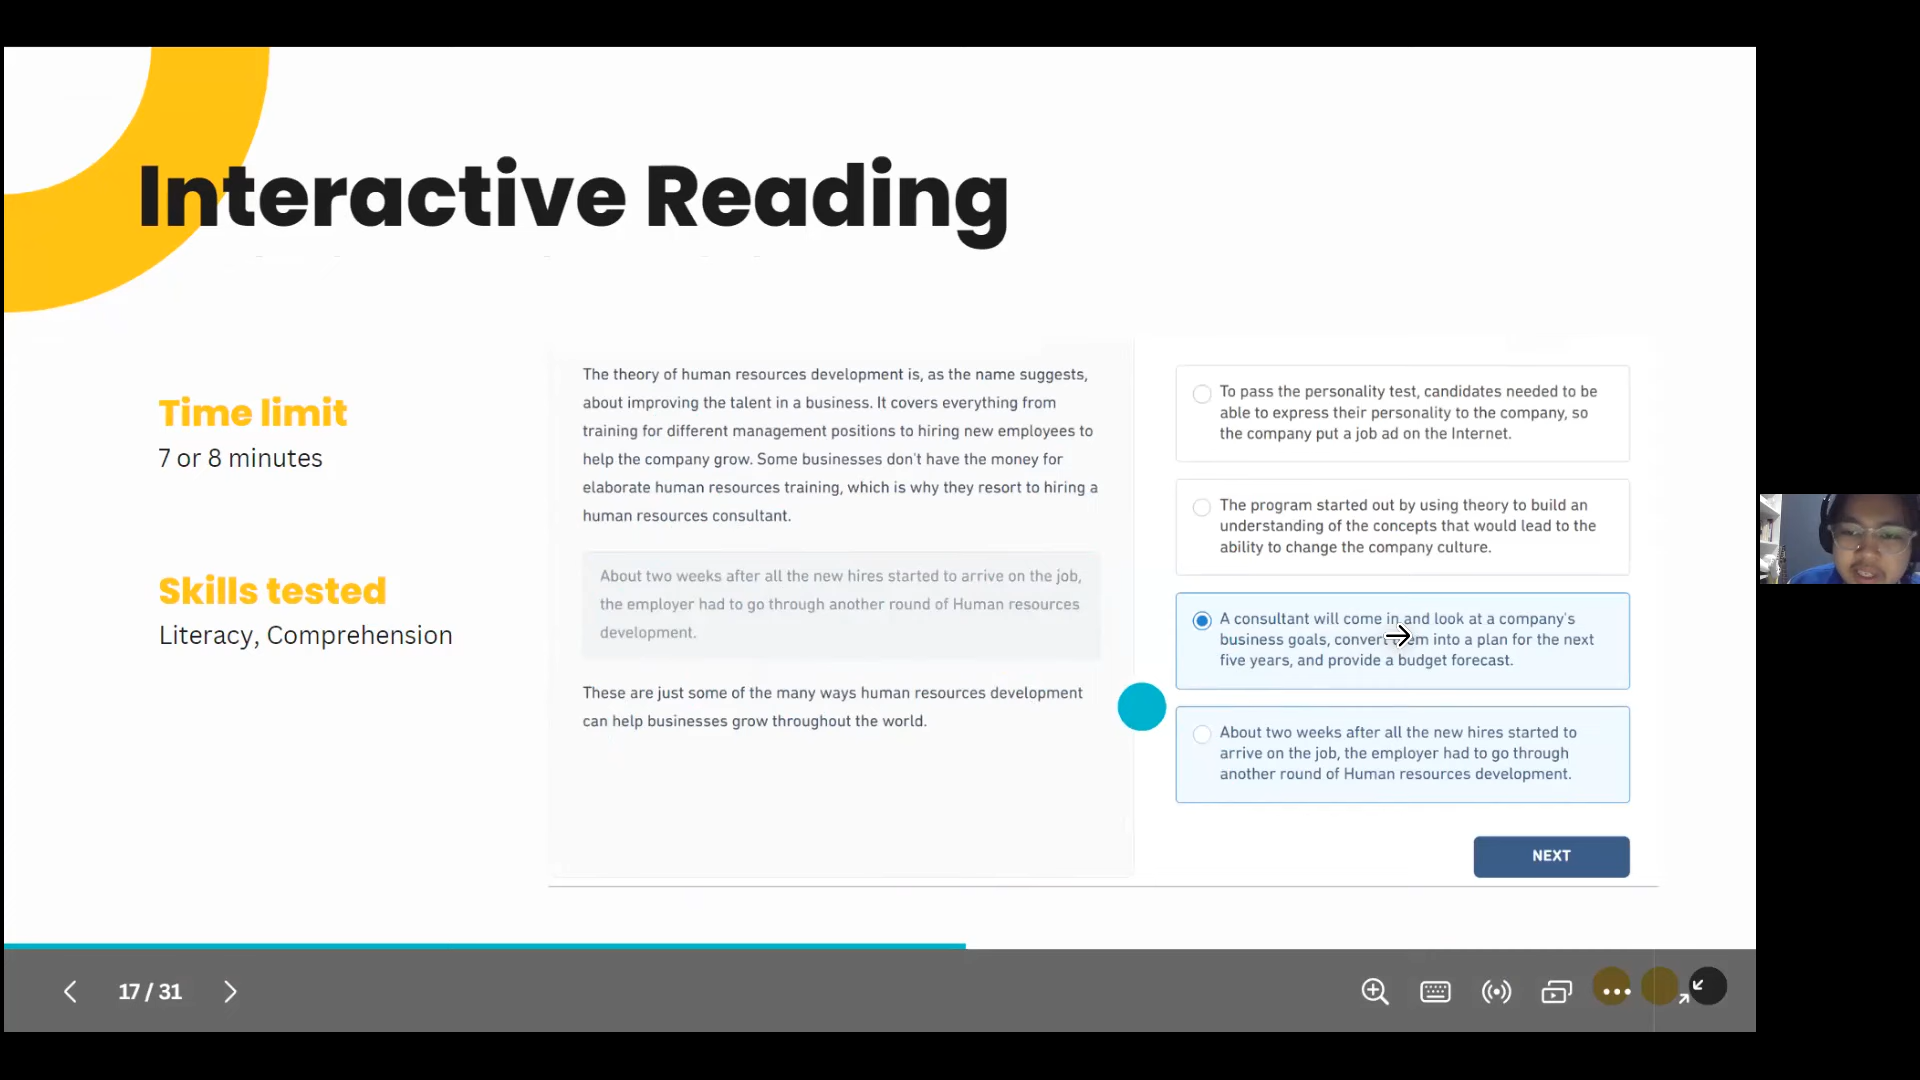 Interactive Reading
Time limit
7 or 8 minutes
Skills tested
Literacy, Comprehension
The theory of human resources development is, as the name suggests,
about improving the talent in a business. It covers everything from
training for different management positions to hiring new employees to
help the company grow. Some businesses don't have the money for
elaborate human resources training, which is why they resort to hiring a
human resources consultant.
About two weeks after all the new hires started to arrive on the job,
the employer had to go through another round of Human resources
development.
These are just some of the many ways human resources development
can help businesses grow throughout the world.
To pass the personality test, candidates needed to be
able to express their personality to the company, so
the company put a job ad on the Internet.
The program started out by using theory to build an
understanding of the concepts that would lead to the
ability to change the company culture.
A consultant will come in and look at a company's
business goals, convert them into a plan for the next
five years, and provide a budget forecast.
About two weeks after all the new hires started to
arrive on the job, the employer had to go through
another round of Human resources development.
NEXT
17 / 31